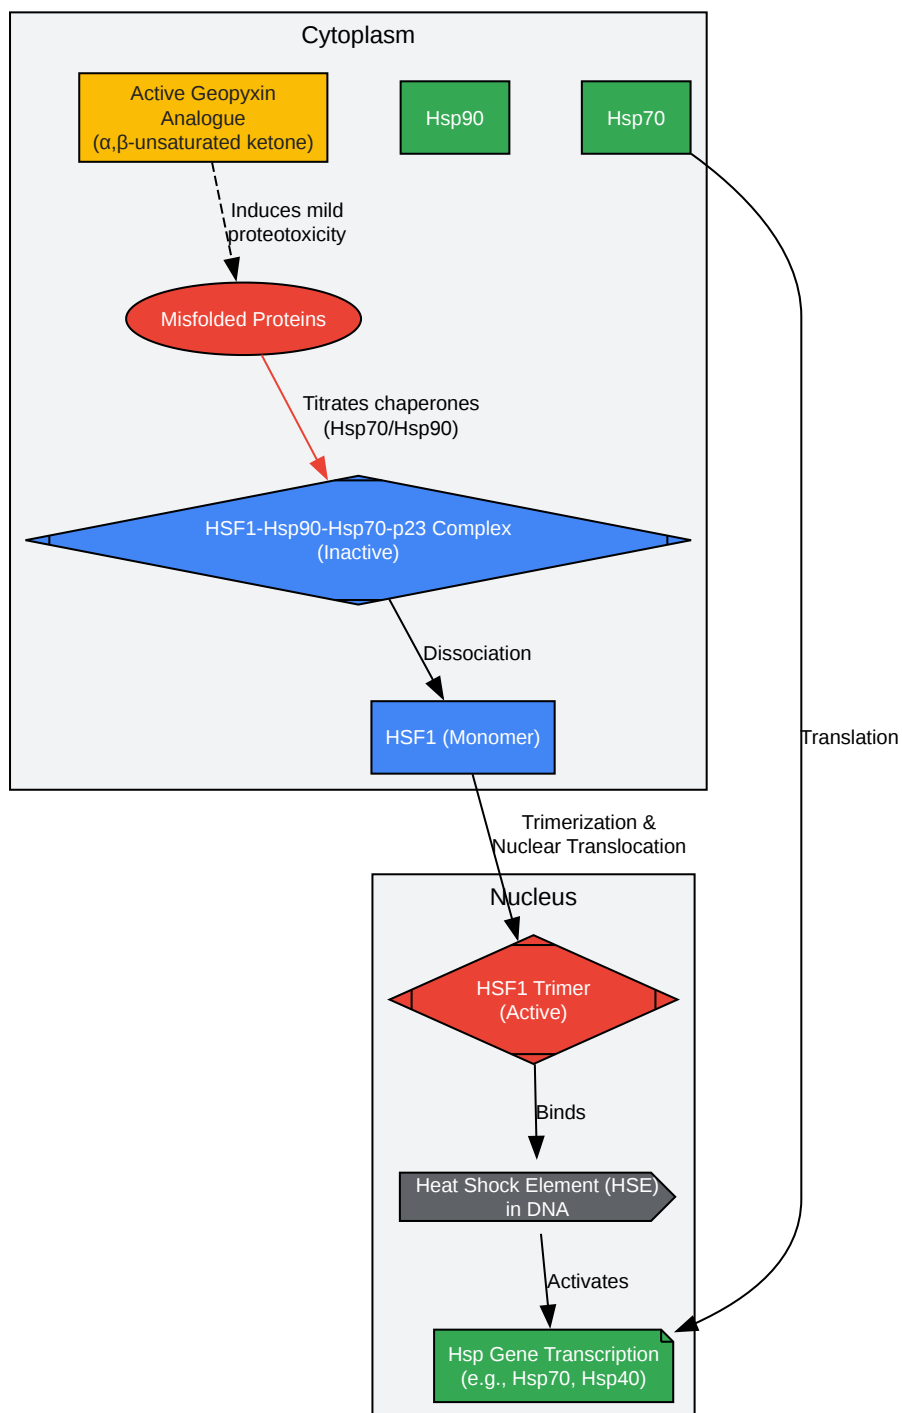 Cytoplasm
Active Geopyxin
Analogue
(α,β-unsaturated ketone)
Hsp90
Hsp70
Induces mild
proteotoxicity
Misfolded Proteins
Titrates chaperones
(Hsp70/Hsp90)
HSF1-Hsp90-Hsp70-p23 Complex
(Inactive)
Dissociation
HSF1 (Monomer)
Translation
Trimerization &
Nuclear Translocation
Nucleus
HSF1 Trimer
(Active)
Binds
Heat Shock Element (HSE)
in DNA
Activates
Hsp Gene Transcription
(e.g., Hsp70, Hsp40)